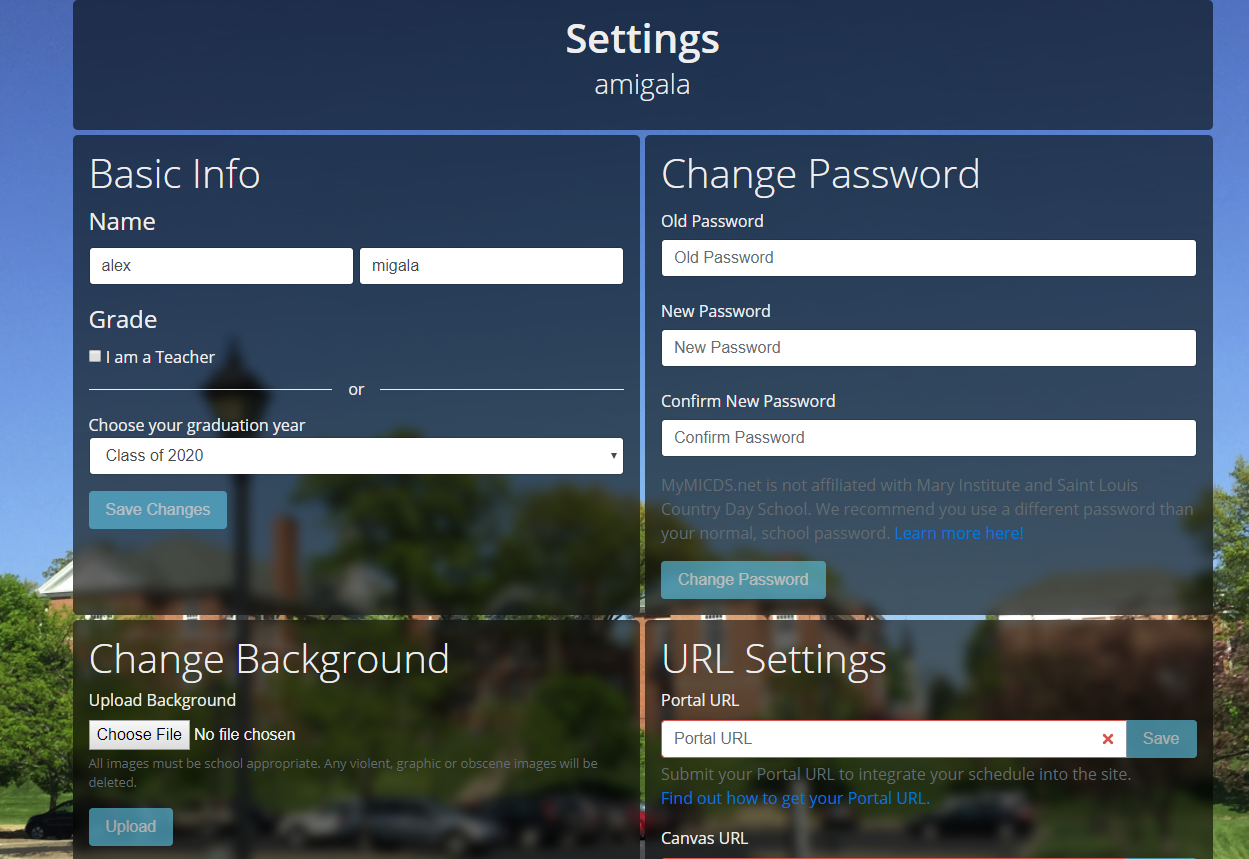 Settings
amigala
Basic Info
Name
alex
migala
Grade
I am a Teacher
or
Choose your graduation year
Class of 2020
Save Changes
Change Password
Old Password
Old Password
New Password
New Password
Confirm New Password
Confirm Password
MyMICDS.net is not affiliated with Mary Institute and Saint Louis
Country Day School. We recommend you use a different password than
your normal, school password. Learn more here!
Change Password
Change Background
Upload Background
Choose File No file chosen
All images must be school appropriate. Any violent, graphic or obscene images will be
deleted.
Upload
URL Settings
Portal URL
Portal URL
Save
Submit your Portal URL to integrate your schedule into the site.
Find out how to get your Portal URL.
Canvas URL